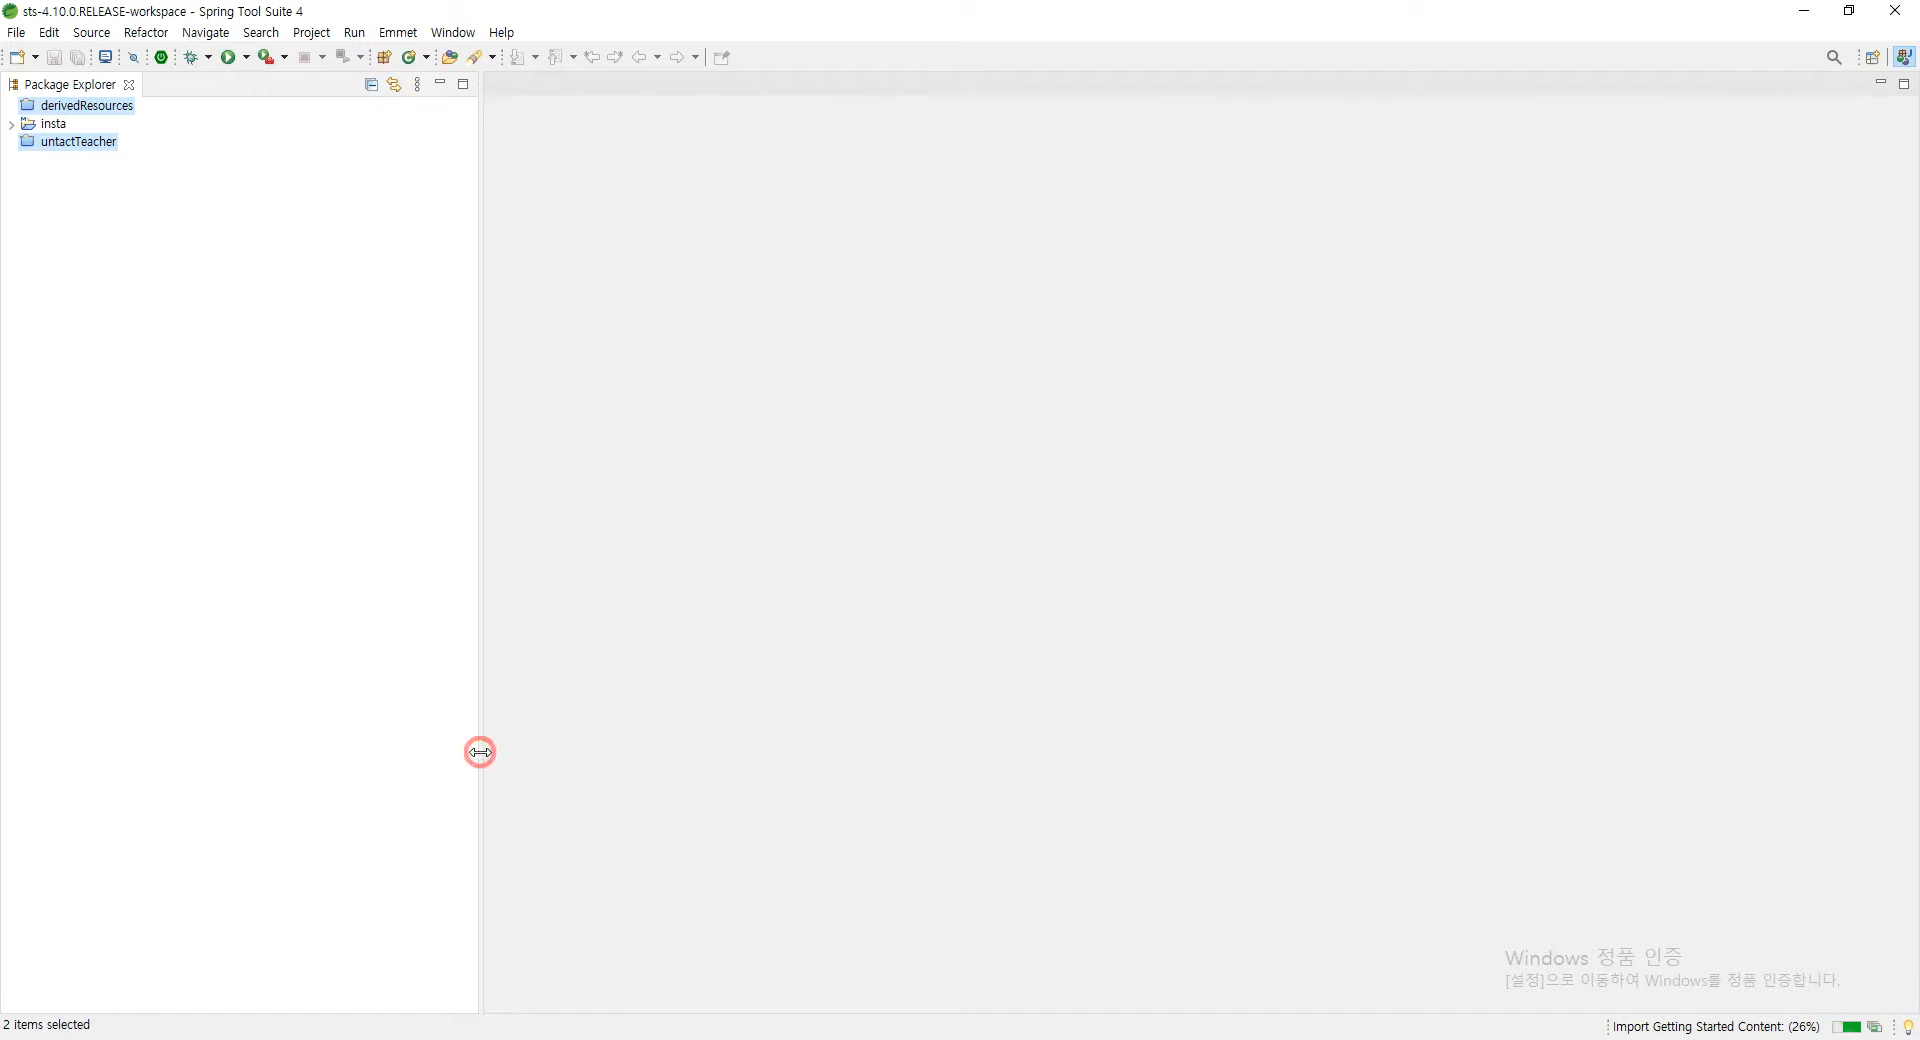 sts-4.10.0.RELEASE-workspace - Spring Tool Suite 4
File Edit Source Refactor Navigate Search Project Run Emmet Window Help
Package Explorer
derivedResources
insta
untactTeacher
Windows 정품 인증
[설정]으로 이동하여 Windows를 정품 인증합니다.
2 items selected
Import Getting Started Content: (26%)